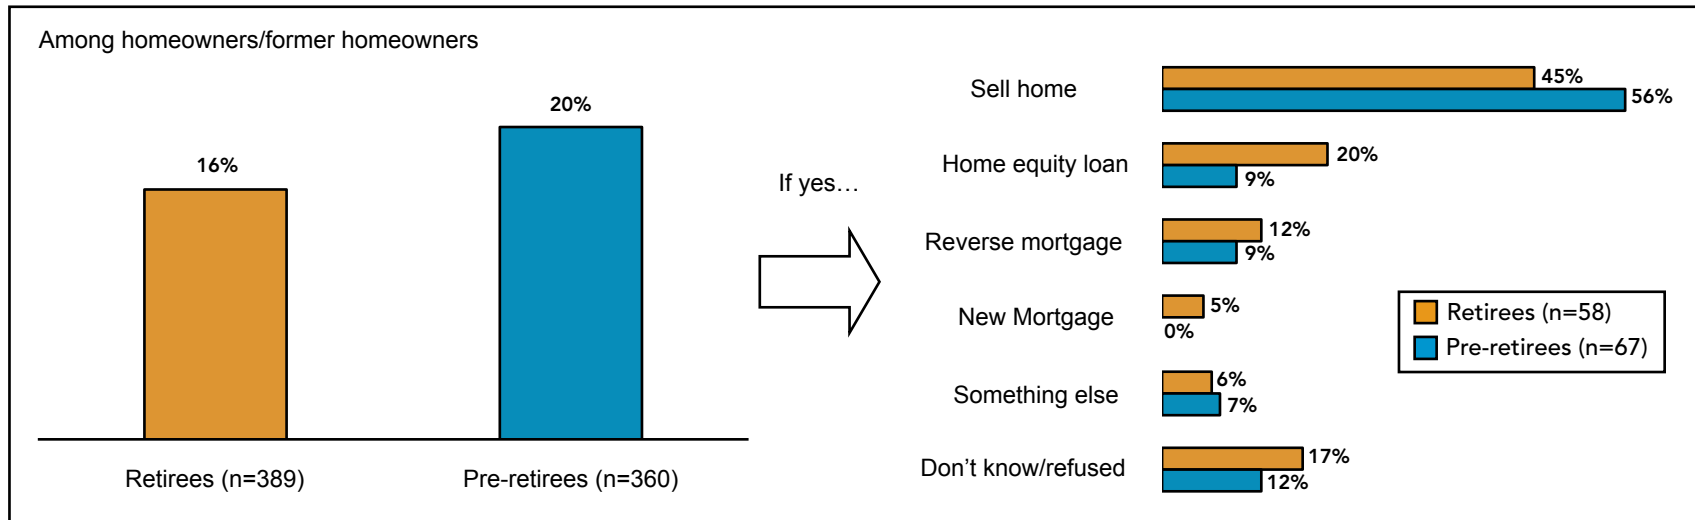 Among homeowners/former homeowners
16%
20%
Retirees (n=389)
Pre-retirees (n=360)
If yes…
Sell home
45%
56%
Home equity loan
20%
9%
Reverse mortgage
12%
9%
New Mortgage
5%
0%
Something else
6%
7%
Don’t know/refused
17%
12%
Retirees (n=58)
Pre-retirees (n=67)